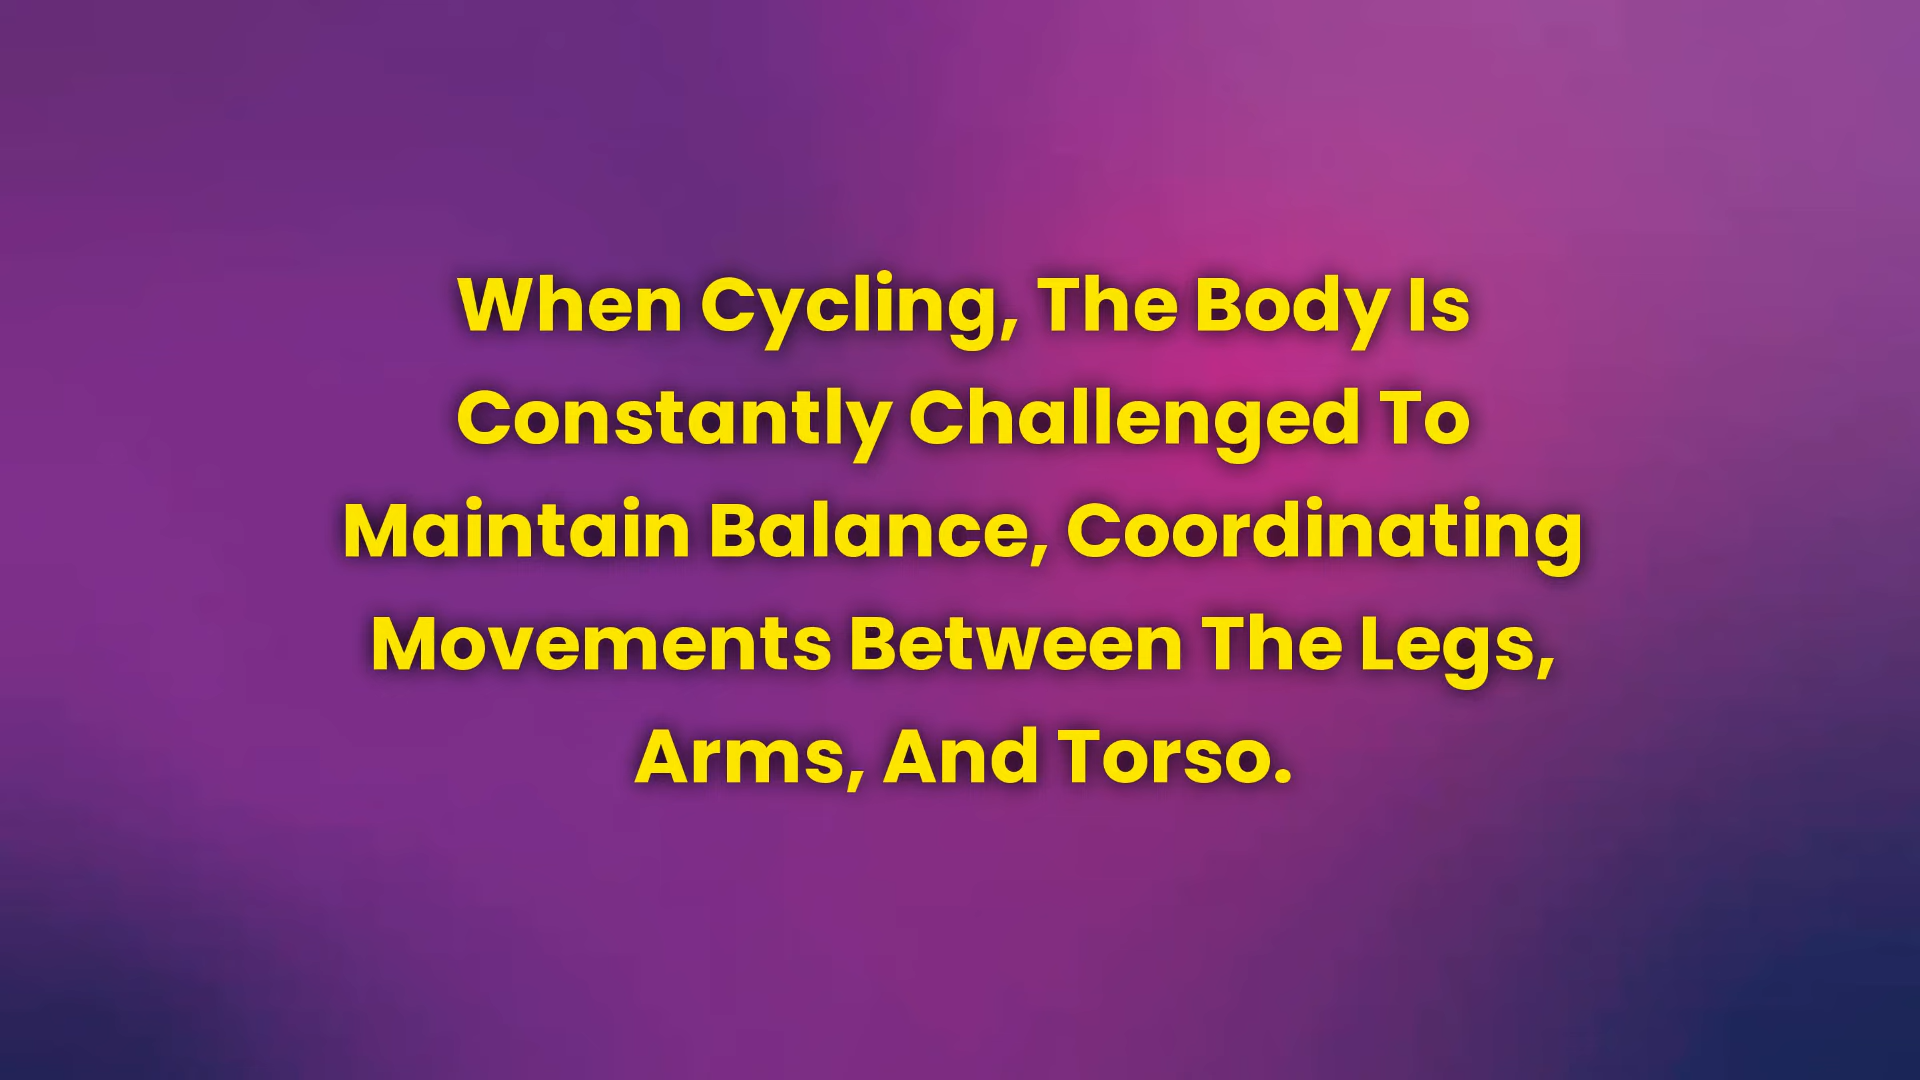 When Cycling, The Body Is
Constantly Challenged To
Maintain Balance, Coordinating
Movements Between The Legs,
Arms, And Torso.